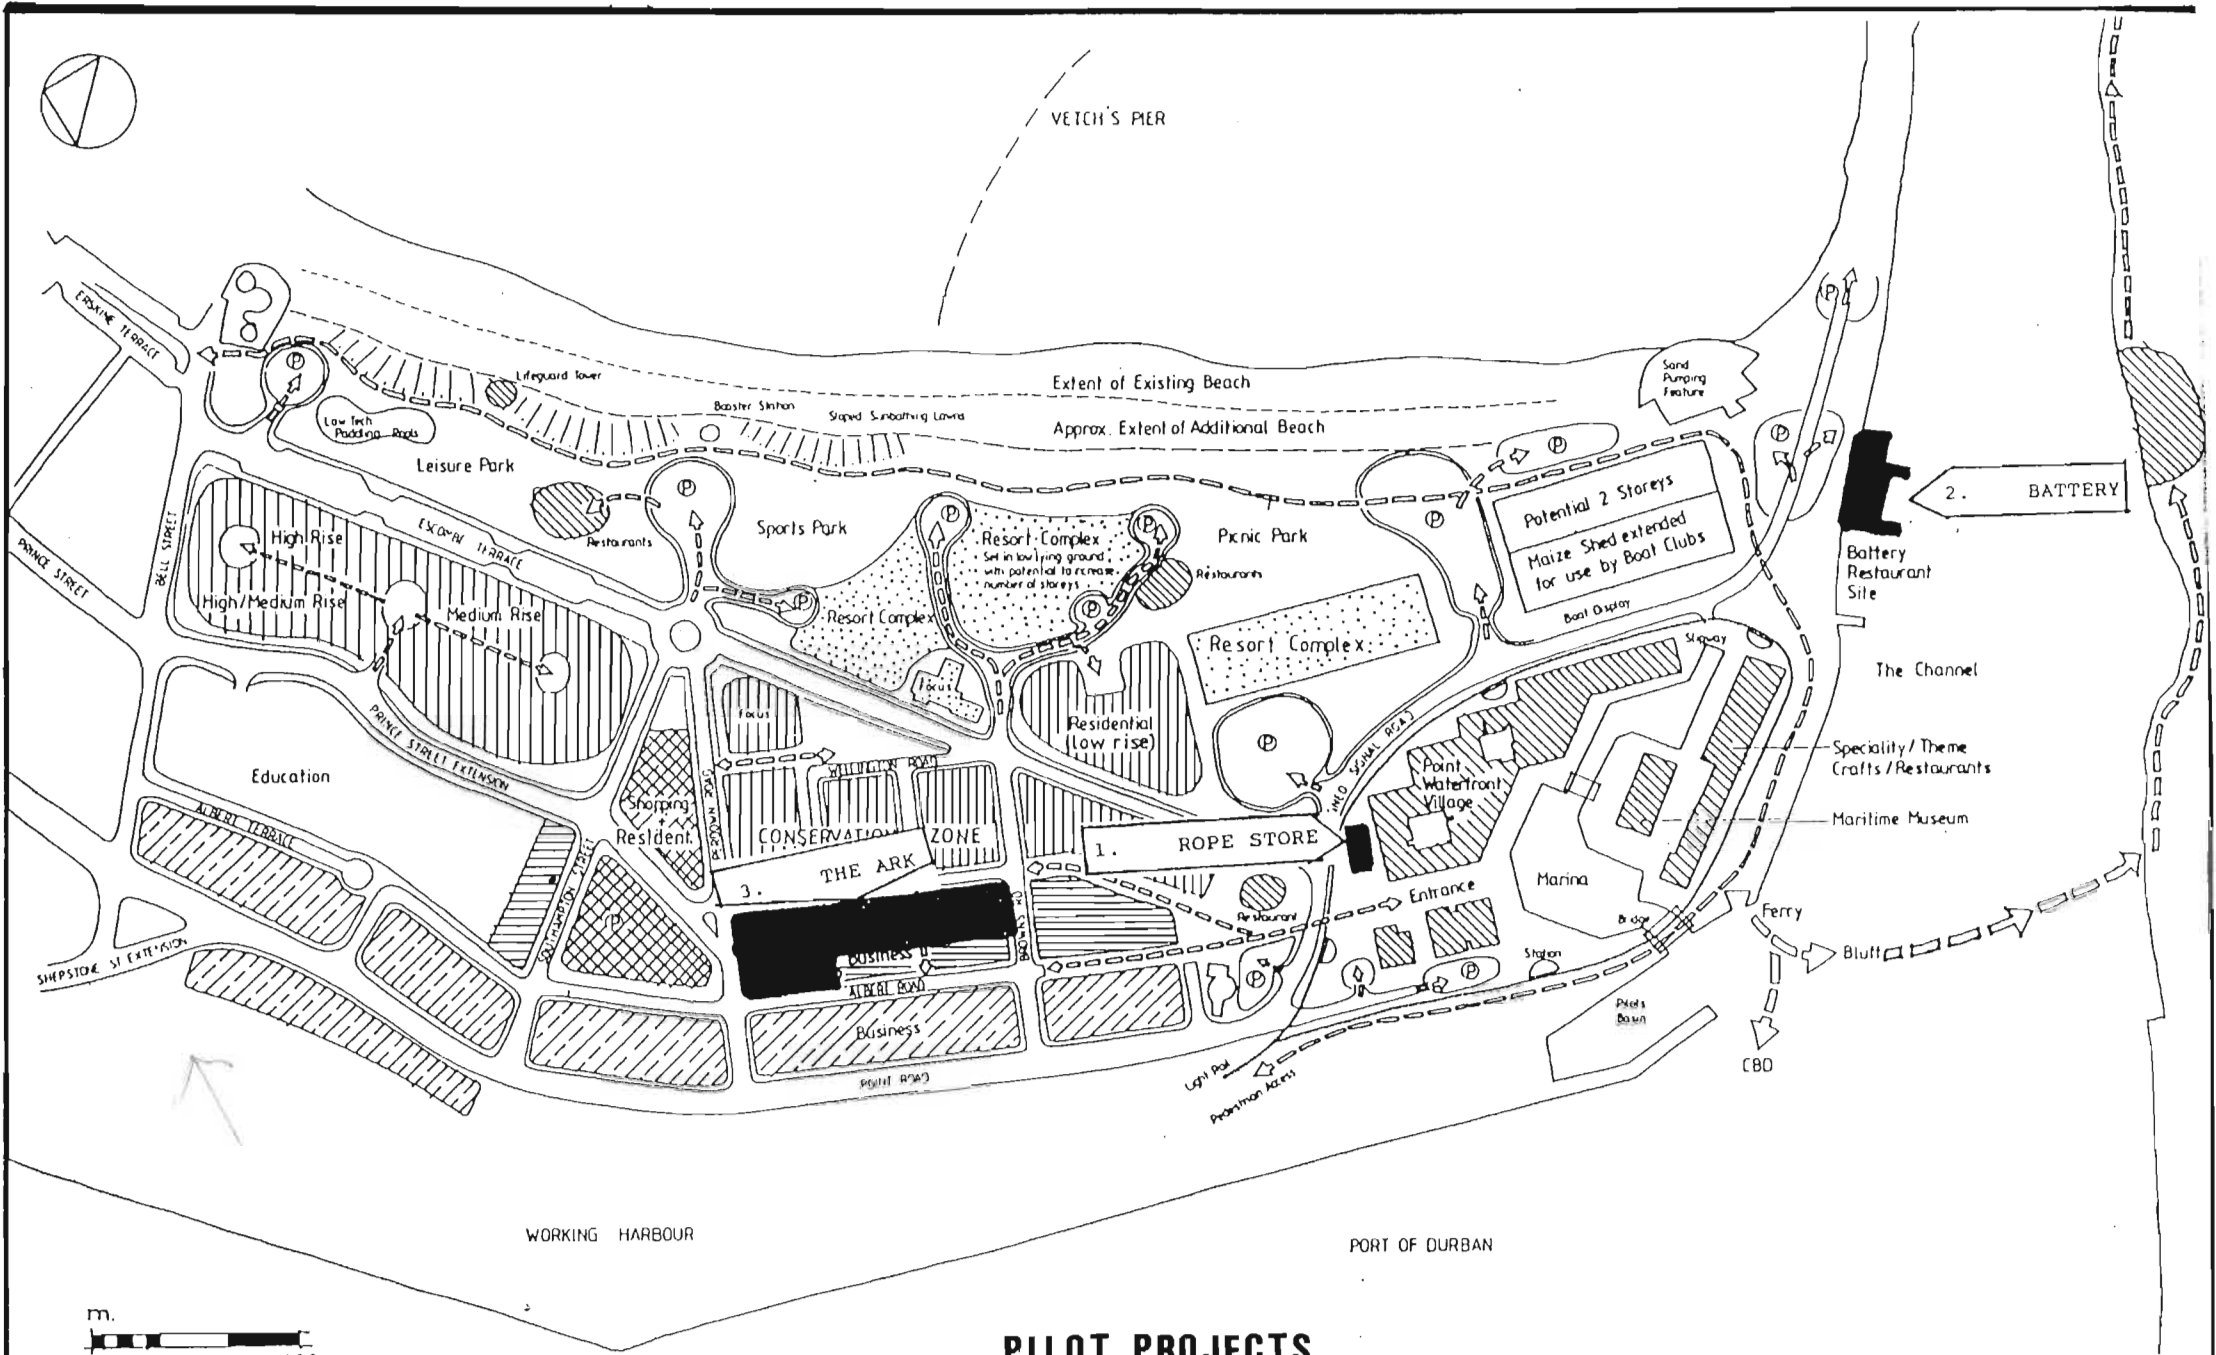 VETCH'S PIER
ERSKINE TERRACE
Lifeguard Tower
Extent of Existing Beach
Sand
Pumping
Feature
Booster Station
Sloped Sunbathing Lawns
Approx. Extent of Additional Beach
Low Tech
Paddling Pools
P
P
P
P
Leisure Park
P
P
P
P
Sports Park
Picnic Park
Potential 2 Storeys
Maize Shed extended
for use by Boat Clubs
2. BATTERY
Battery
Restaurant
Site
BELL STREET
PRINCE STREET
ESCOMBE TERRACE
Restaurants
High Rise
High/Medium Rise
Medium Rise
Resort Complex
Set in low lying ground
with potential to increase
number of storeys
Restaurants
P
P
Resort Complex
Resort Complex
Boat Display
Slipway
The Channel
Focus
Focus
Residential
(low rise)
P
SIGNAL ROAD
Point
Waterfront
Village
Speciality / Theme
Crafts / Restaurants
Maritime Museum
PRINCE STREET EXTENSION
Education
WELLINGTON ROAD
Shopping
+
Resident.
CONSERVATION ZONE
1. ROPE STORE
3. THE ARK
ALBERT TERRACE
SOUTHAMPTON STREET
P
Restaurant
Entrance
Marina
Bridge
Ferry
Bluff
CBD
Station
P
P
SHEPSTONE ST EXTENSION
Business
ALBERT ROAD
Business
POINT ROAD
Light Rail
Pedestrian Access
Pilots
Basin
WORKING HARBOUR
PORT OF DURBAN
m.
PILOT PROJECTS